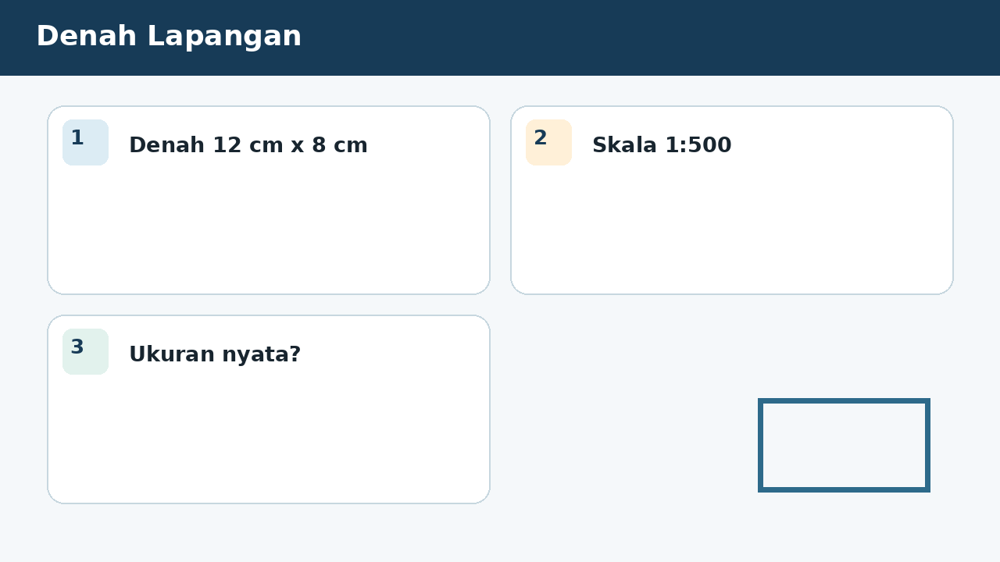 Denah Lapangan
1
Denah 12 cm x 8 cm
2
Skala 1:500
3
Ukuran nyata?